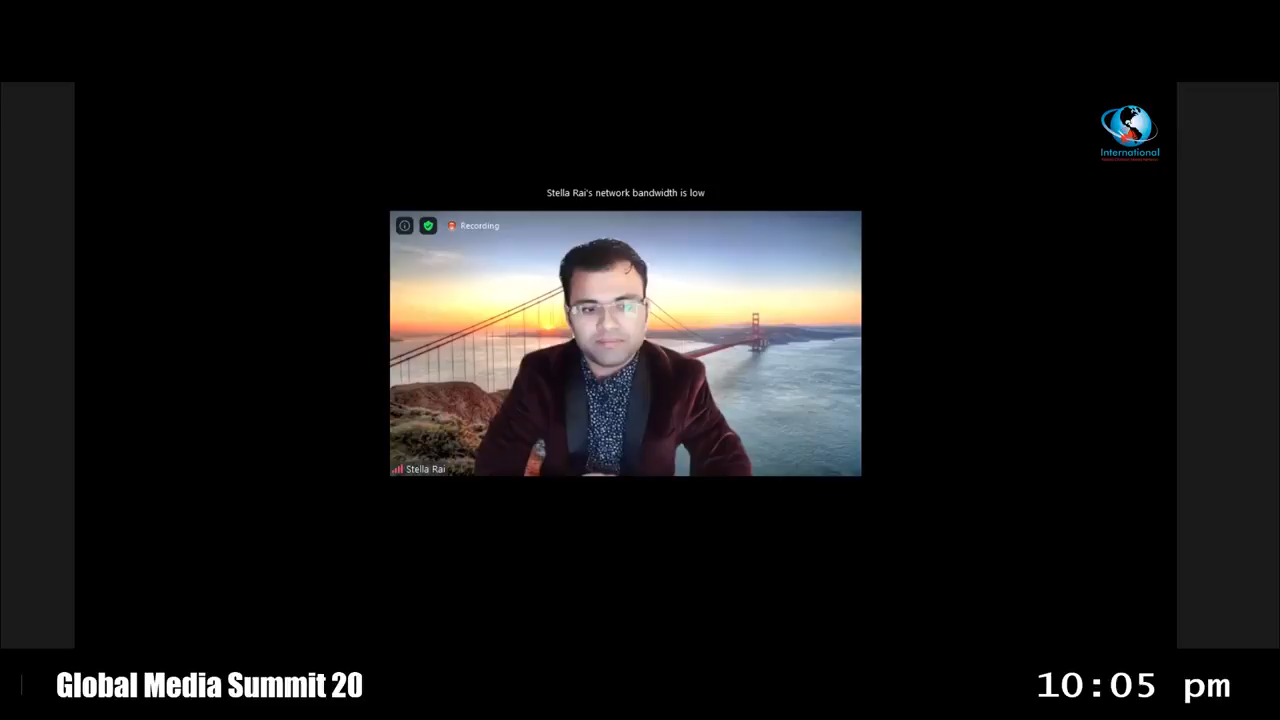 International
Stella Rai's network bandwidth is low
Recording
Stella Rai
Global Media Summit 20
10:05 pm